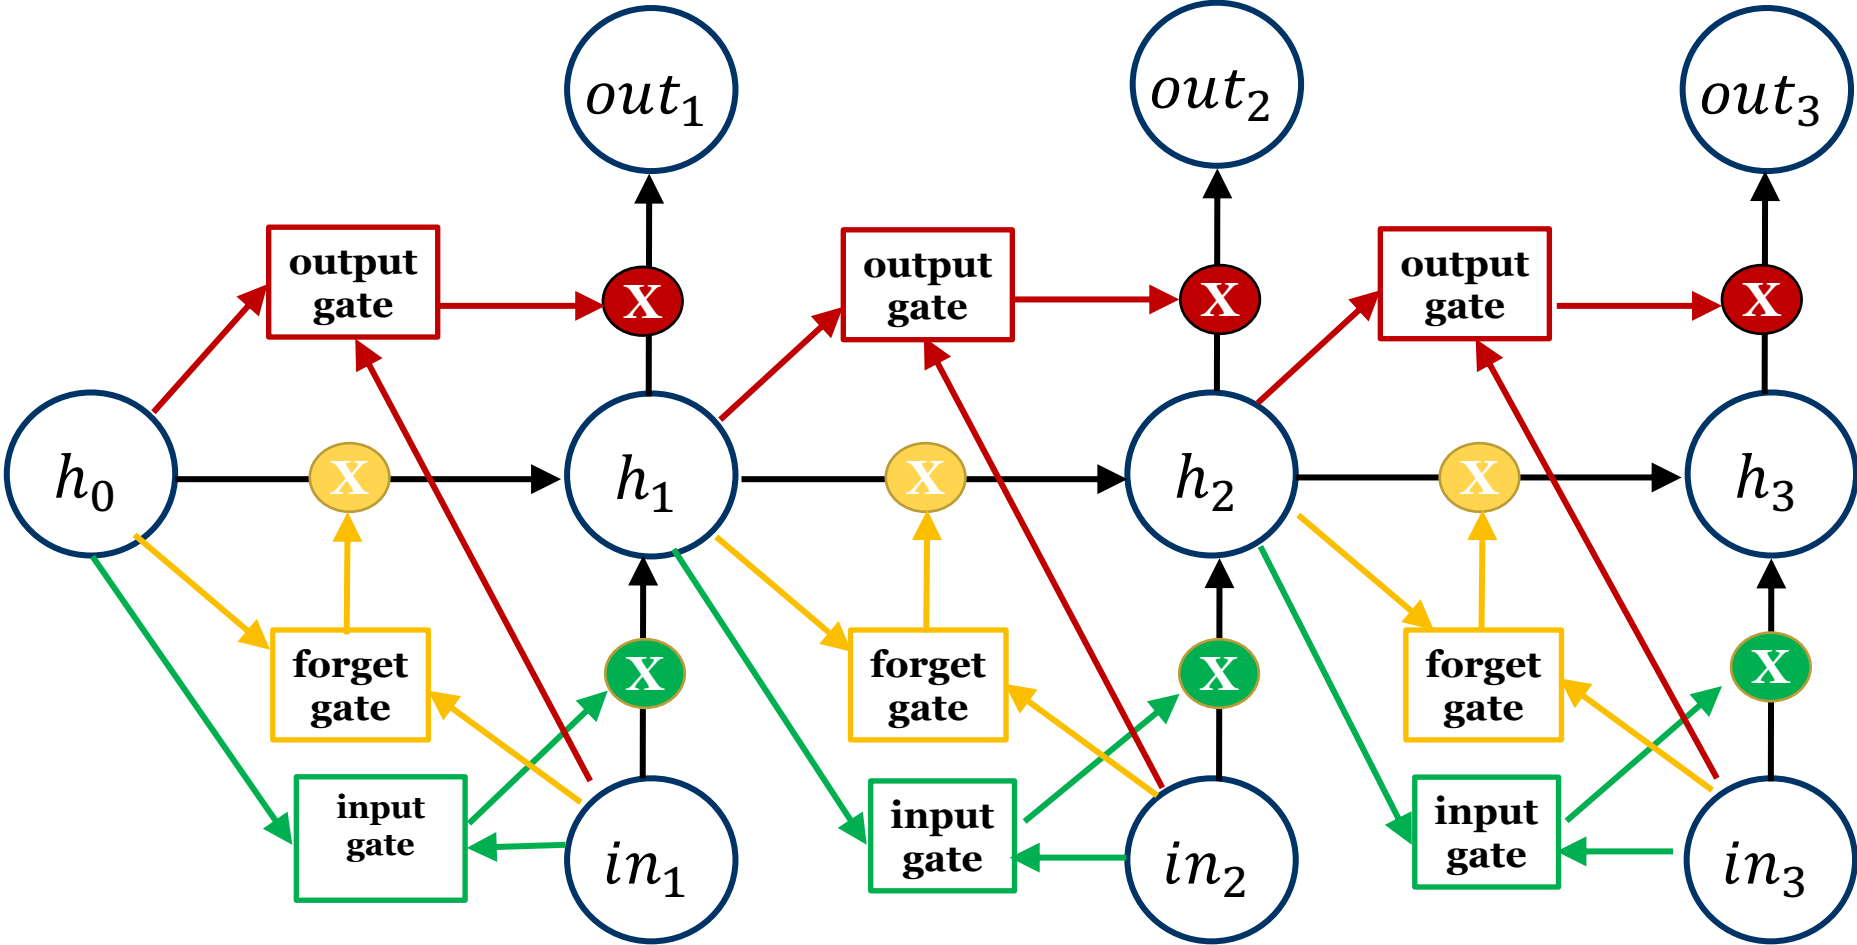 out₁
out₂
out₃
output
gate
X
output
gate
X
output
gate
X
h₀
X
h₁
X
h₂
X
h₃
forget
gate
X
forget
gate
X
forget
gate
X
input
gate
in₁
input
gate
in₂
input
gate
in₃